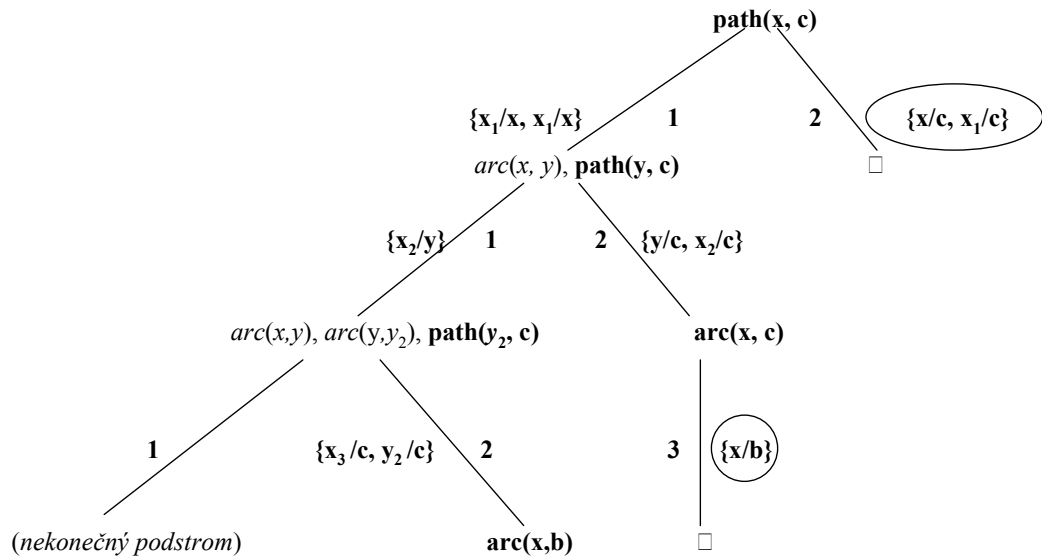 path(x, c)
{x₁/x, x₁/x} 1 2 {x/c, x₁/c}
arc(x, y), path(y, c) □
{x₂/y} 1 2 {y/c, x₂/c}
arc(x,y), arc(y,y₂), path(y₂, c) arc(x, c)
1 {x₃/c, y₂/c} 2 3 {x/b}
(nekonečný podstrom) arc(x,b) □